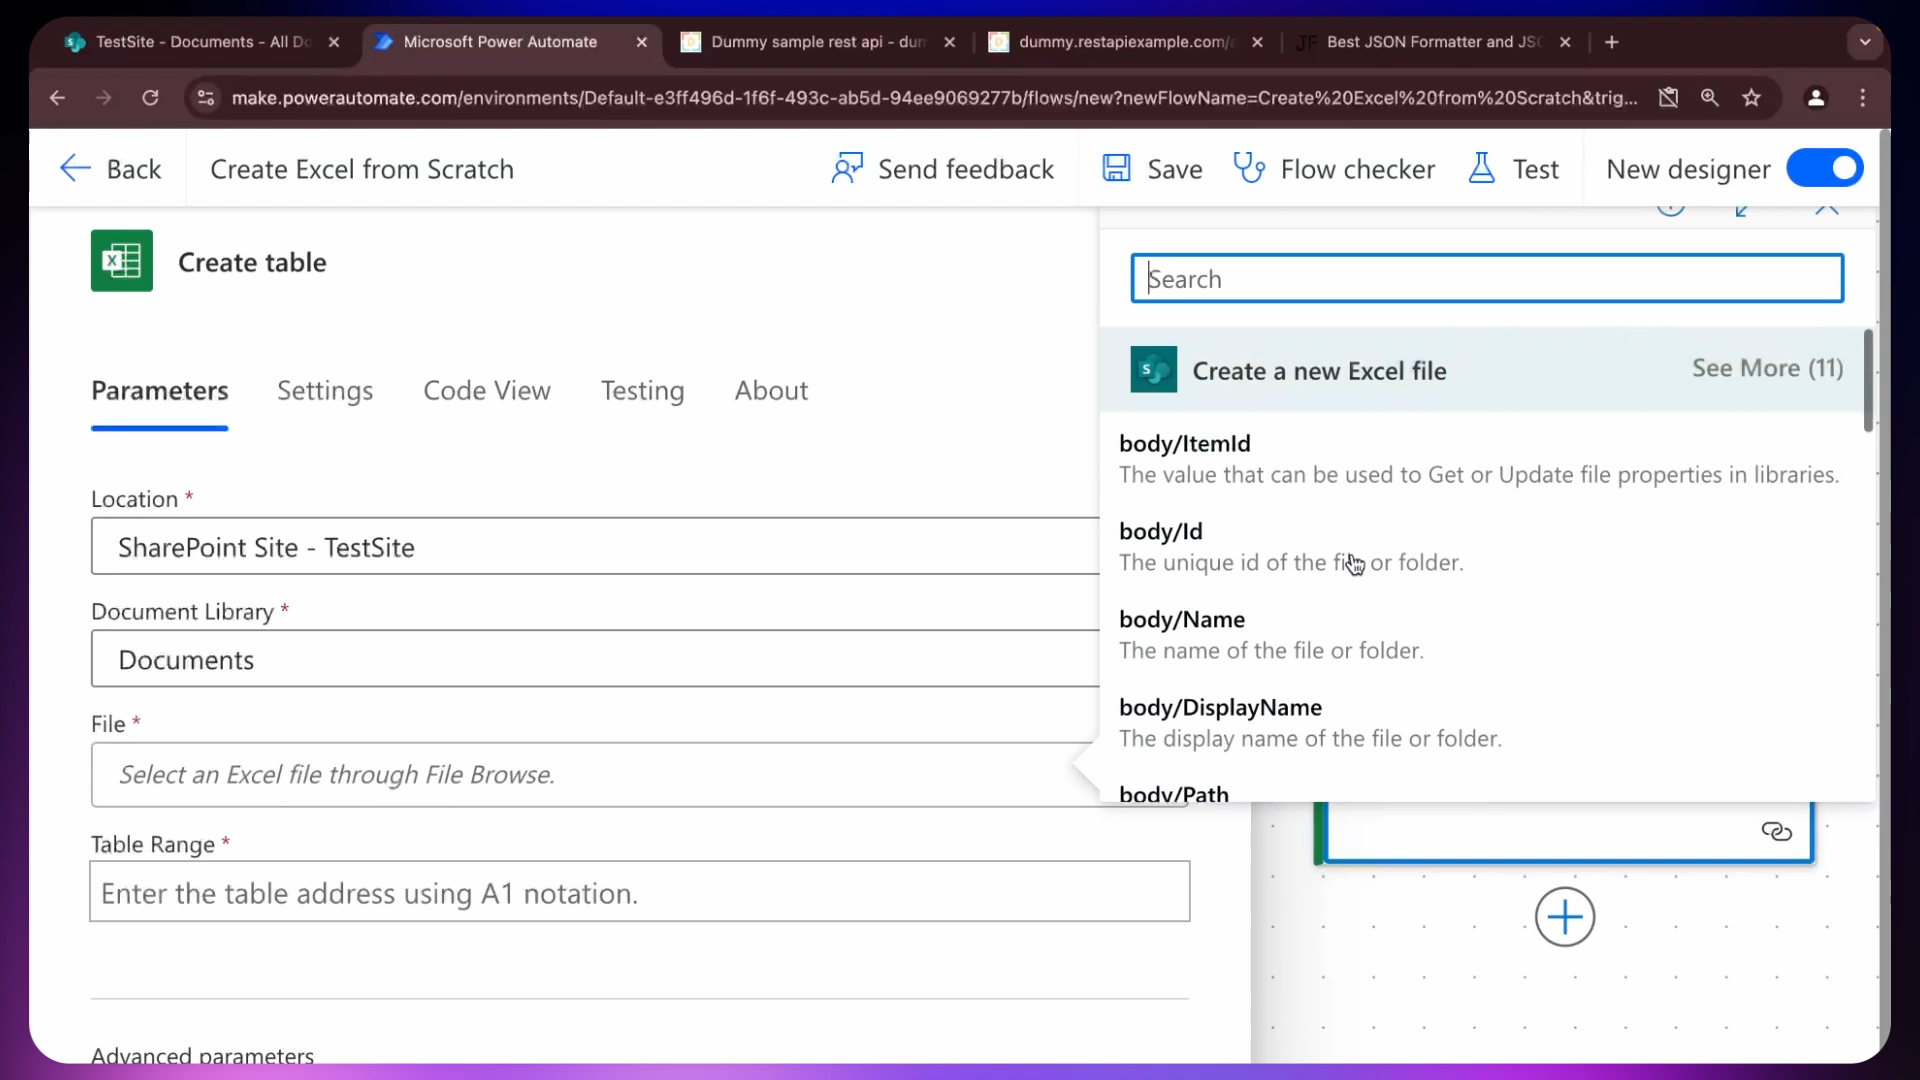 TestSite - Documents - All Do
Microsoft Power Automate
Dummy sample rest api - dum
dummy.restapiexample.com/
JF Best JSON Formatter and JSO
make.powerautomate.com/environments/Default-e3ff496d-1f6f-493c-ab5d-94ee9069277b/flows/new?newFlowName=Create%20Excel%20from%20Scratch&trig...
Back
Create Excel from Scratch
Send feedback
Save
Flow checker
Test
New designer
Create table
Parameters
Settings
Code View
Testing
About
Location *
SharePoint Site - TestSite
Document Library *
Documents
File *
Select an Excel file through File Browse.
Table Range *
Enter the table address using A1 notation.
Advanced parameters
Search
Create a new Excel file
See More (11)
body/ItemId
The value that can be used to Get or Update file properties in libraries.
body/Id
The unique id of the file or folder.
body/Name
The name of the file or folder.
body/DisplayName
The display name of the file or folder.
body/Path